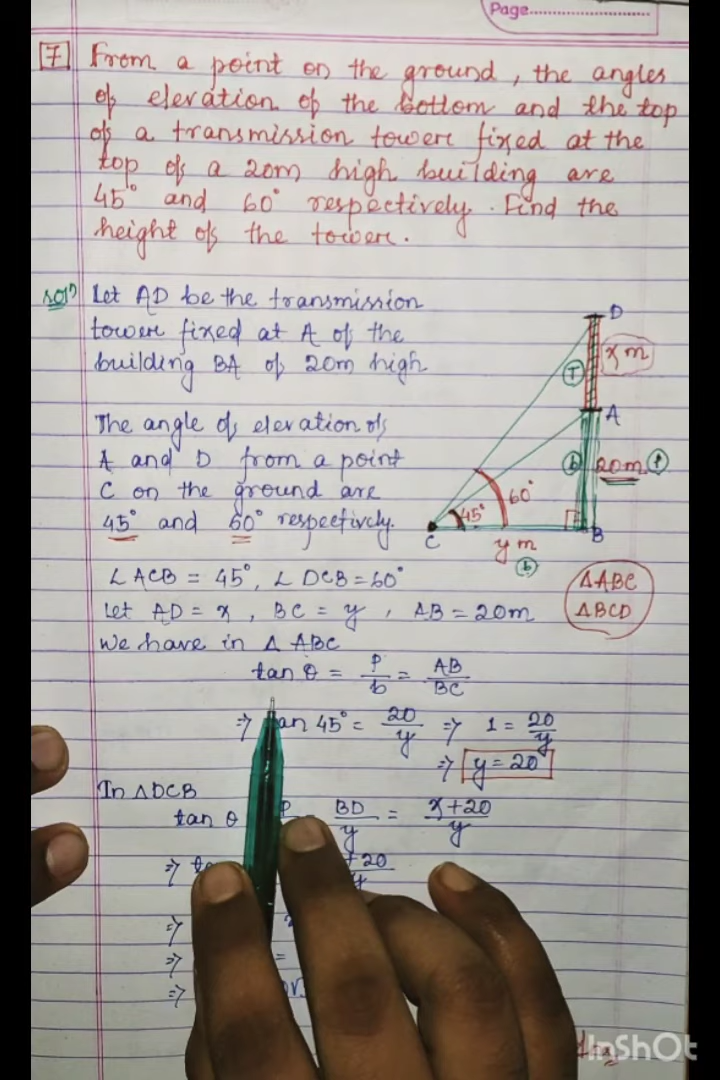 Page
7 From a point on the ground, the angles
of elevation of the bottom and the top
of a transmission tower fixed at the
top of a 20m high building are
45° and 60° respectively. Find the
height of the tower.
Solⁿ Let AD be the transmission
tower fixed at A of the
building BA of 20m high
The angle of elevation of
A and D from a point
C on the ground are
45° and 60° respectively.
D
x m
T
A
b
20m p
60°
45°
C
B
y m
b
∠ACB = 45°, ∠DCB = 60°
Let AD = x, BC = y, AB = 20m
△ABC
△BCD
We have in △ ABC
tan θ = P/b = AB/BC
⇒ tan 45° = 20/y ⇒ 1 = 20/y
⇒ y = 20
In △DCB
tan θ P BD/y = x+20/y
⇒ +20/y
⇒
⇒ =
⇒
InShOt